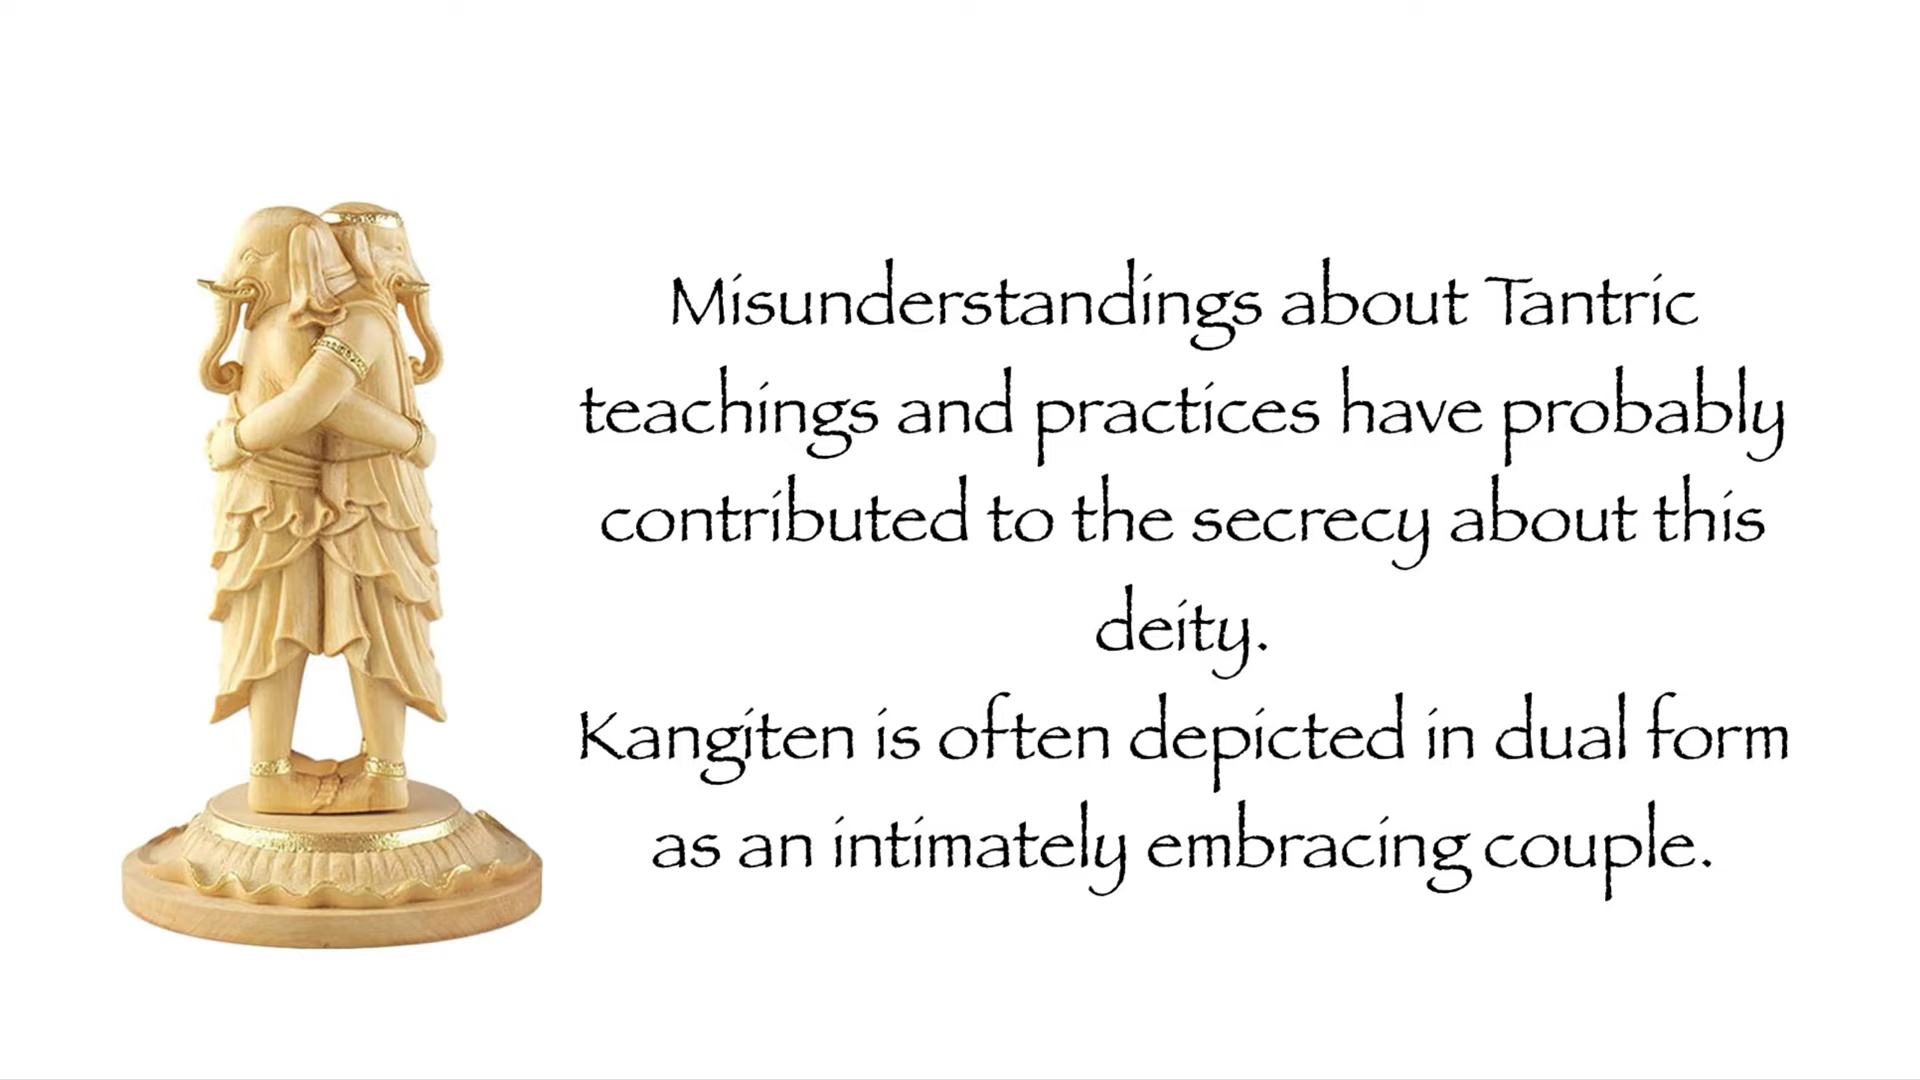 Misunderstandings about Tantric
teachings and practices have probably
contributed to the secrecy about this
deity.
Kangiten is often depicted in dual form
as an intimately embracing couple.